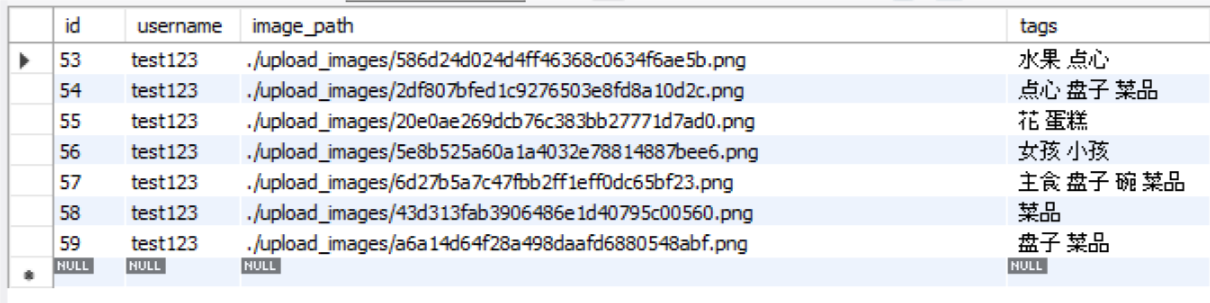 id username image_path tags
53 test123 ./upload_images/586d24d024d4ff46368c0634f6ae5b.png 水果 点心
54 test123 ./upload_images/2df807bfed1c9276503e8fd8a10d2c.png 点心 盘子 菜品
55 test123 ./upload_images/20e0ae269dcb76c383bb27771d7ad0.png 花 蛋糕
56 test123 ./upload_images/5e8b525a60a1a4032e78814887bee6.png 女孩 小孩
57 test123 ./upload_images/6d27b5a7c47fbb2ff1eff0dc65bf23.png 主食 盘子 碗 菜品
58 test123 ./upload_images/43d313fab3906486e1d40795c00560.png 菜品
59 test123 ./upload_images/a6a14d64f28a498daafd6880548abf.png 盘子 菜品
NULL NULL NULL NULL